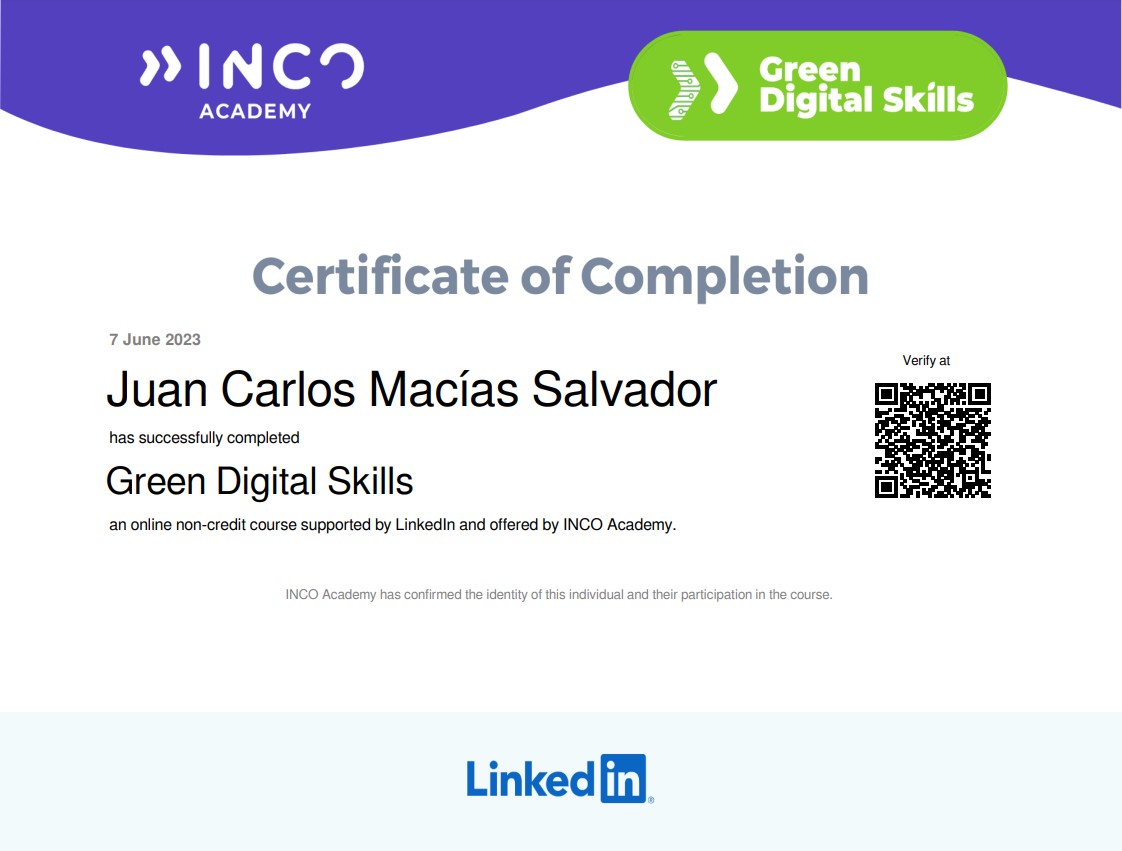 INCO
ACADEMY
Green
Digital Skills
Certificate of Completion
7 June 2023
Juan Carlos Macías Salvador
has successfully completed
Green Digital Skills
an online non-credit course supported by LinkedIn and offered by INCO Academy.
Verify at
INCO Academy has confirmed the identity of this individual and their participation in the course.
Linked in®